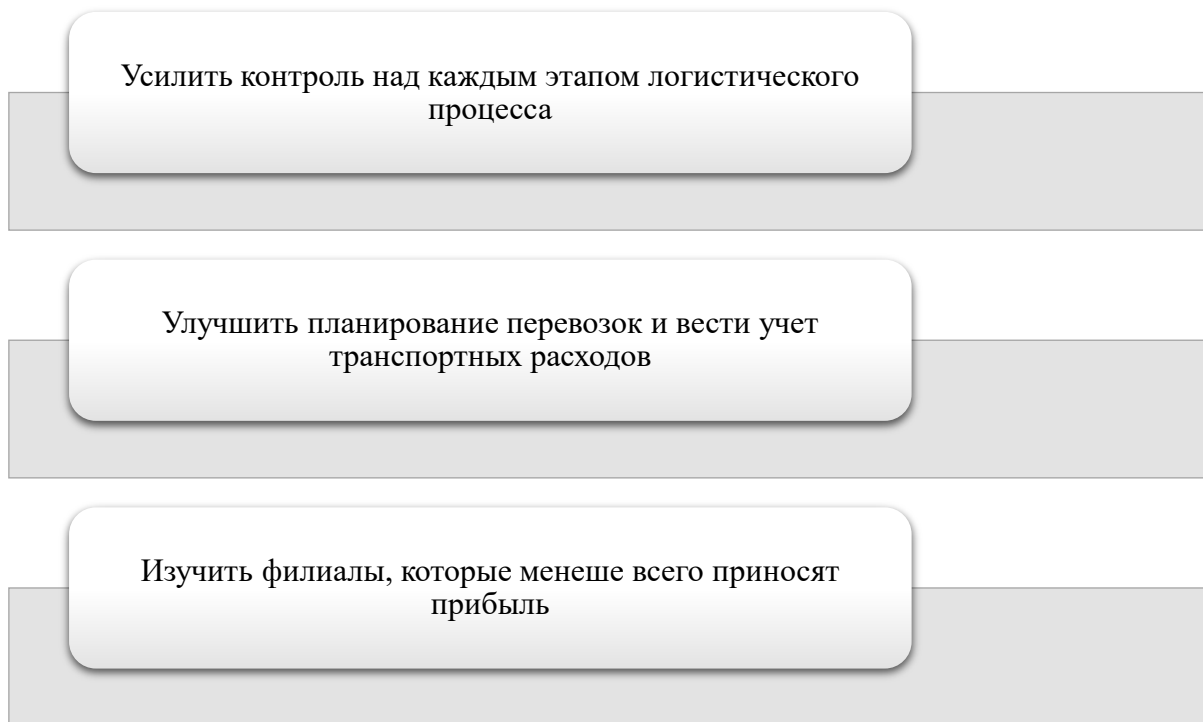 Усилить контроль над каждым этапом логистического
процесса
Улучшить планирование перевозок и вести учет
транспортных расходов
Изучить филиалы, которые менеше всего приносят
прибыль